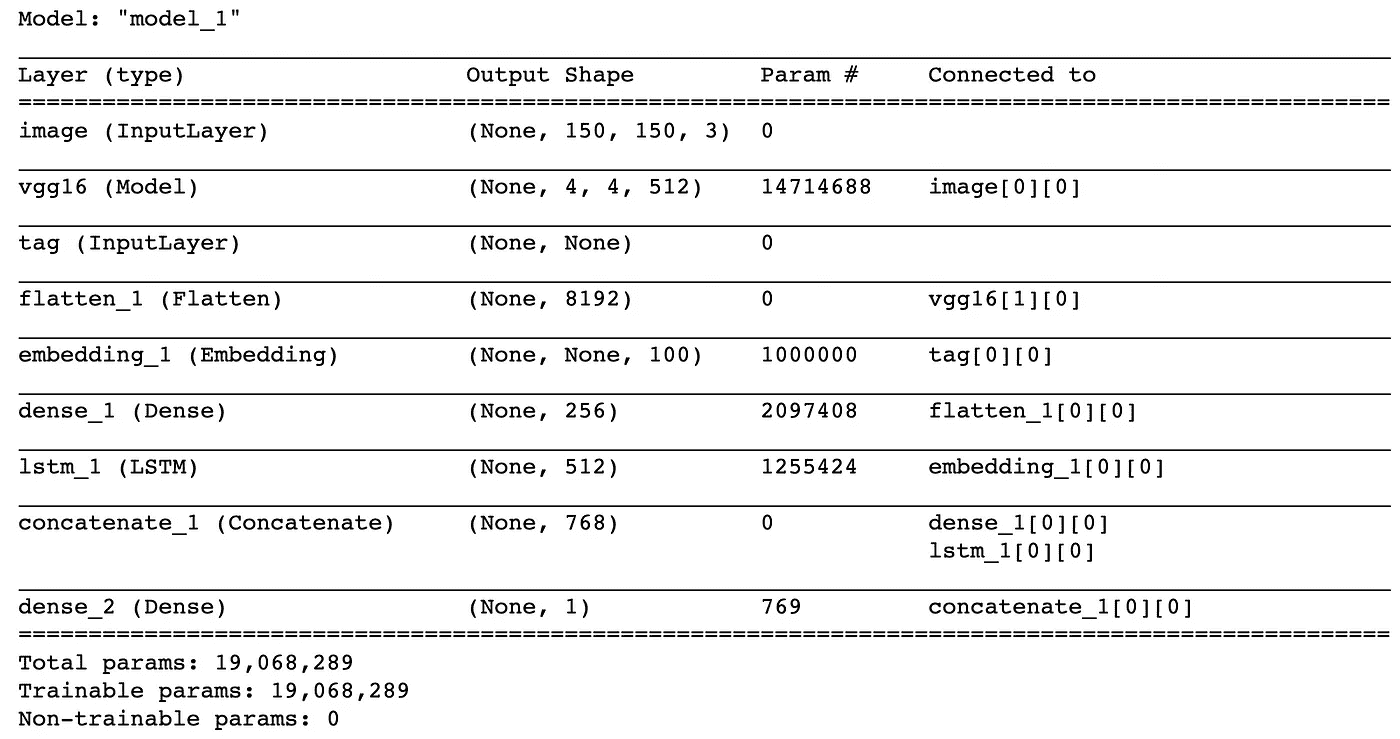 Model: "model_1"
Layer (type) Output Shape Param # Connected to
image (InputLayer) (None, 150, 150, 3) 0
vgg16 (Model) (None, 4, 4, 512) 14714688 image[0][0]
tag (InputLayer) (None, None) 0
flatten_1 (Flatten) (None, 8192) 0 vgg16[1][0]
embedding_1 (Embedding) (None, None, 100) 1000000 tag[0][0]
dense_1 (Dense) (None, 256) 2097408 flatten_1[0][0]
lstm_1 (LSTM) (None, 512) 1255424 embedding_1[0][0]
concatenate_1 (Concatenate) (None, 768) 0 dense_1[0][0]
lstm_1[0][0]
dense_2 (Dense) (None, 1) 769 concatenate_1[0][0]
Total params: 19,068,289
Trainable params: 19,068,289
Non-trainable params: 0